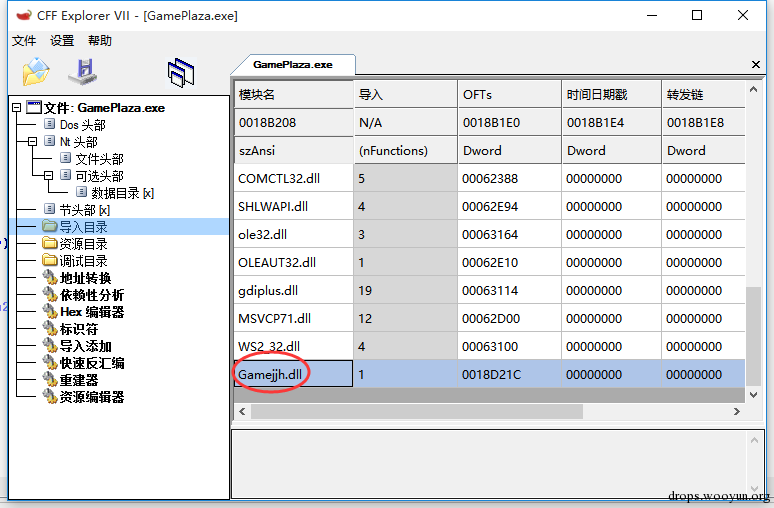 CFF Explorer VII - [GamePlaza.exe]
文件 设置 帮助
GamePlaza.exe
文件: GamePlaza.exe
Dos 头部
Nt 头部
文件头部
可选头部
数据目录 [x]
节头部 [x]
导入目录
资源目录
调试目录
地址转换
依赖性分析
Hex 编辑器
标识符
导入添加
快速反汇编
重建器
资源编辑器
模块名 导入 OFTs 时间日期戳 转发链
0018B208 N/A 0018B1E0 0018B1E4 0018B1E8
szAnsi (nFunctions) Dword Dword Dword
COMCTL32.dll 5 00062388 00000000 00000000
SHLWAPI.dll 4 00062E94 00000000 00000000
ole32.dll 3 00063164 00000000 00000000
OLEAUT32.dll 1 00062E10 00000000 00000000
gdiplus.dll 19 00063114 00000000 00000000
MSVCP71.dll 12 00062D00 00000000 00000000
WS2_32.dll 4 00063100 00000000 00000000
Gamejjh.dll 1 0018D21C 00000000 00000000
drops.wooyun.org